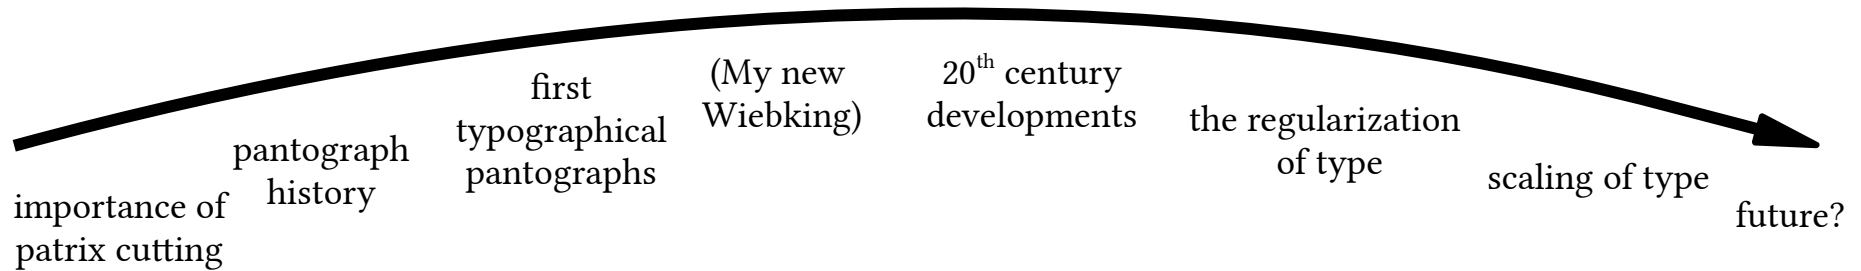 importance of
patrix cutting
pantograph
history
first
typographical
pantographs
(My new
Wiebking)
20th century
developments
the regularization
of type
scaling of type
future?